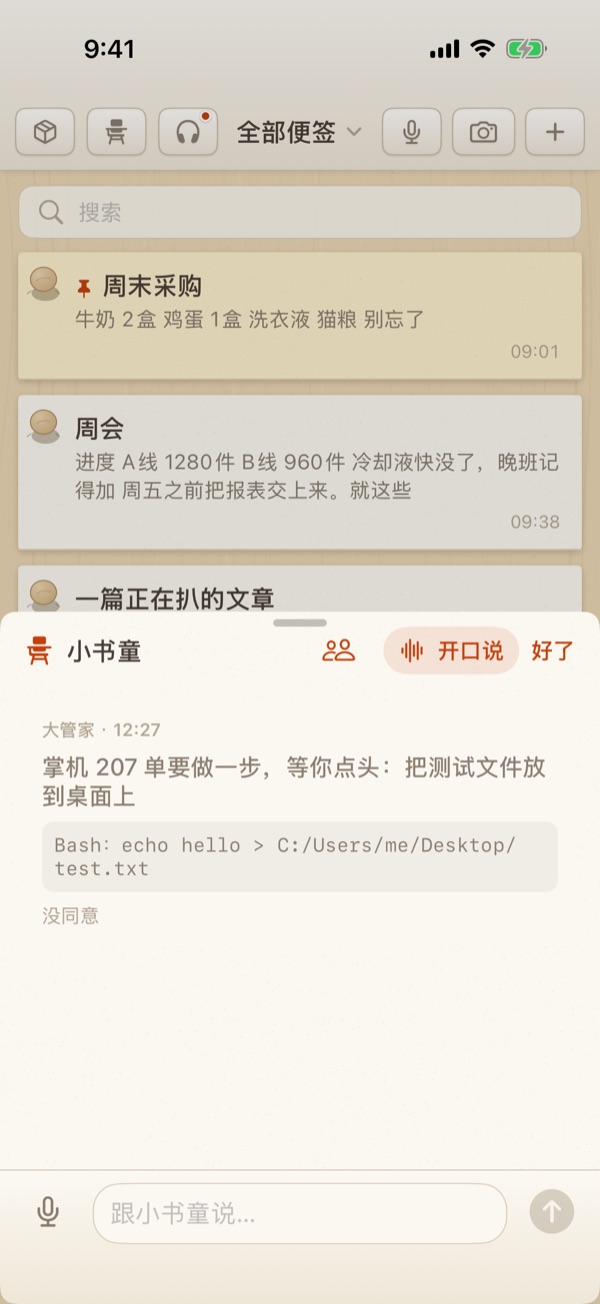 9:41
全部便签
搜索
周末采购
牛奶 2盒 鸡蛋 1盒 洗衣液 猫粮 别忘了
09:01
周会
进度 A线 1280件 B线 960件 冷却液快没了，晚班记
得加 周五之前把报表交上来。就这些
09:38
一篇正在扒的文章
小书童
开口说
好了
大管家 · 12:27
掌机 207 单要做一步，等你点头：把测试文件放
到桌面上
Bash: echo hello > C:/Users/me/Desktop/
test.txt
没同意
跟小书童说...